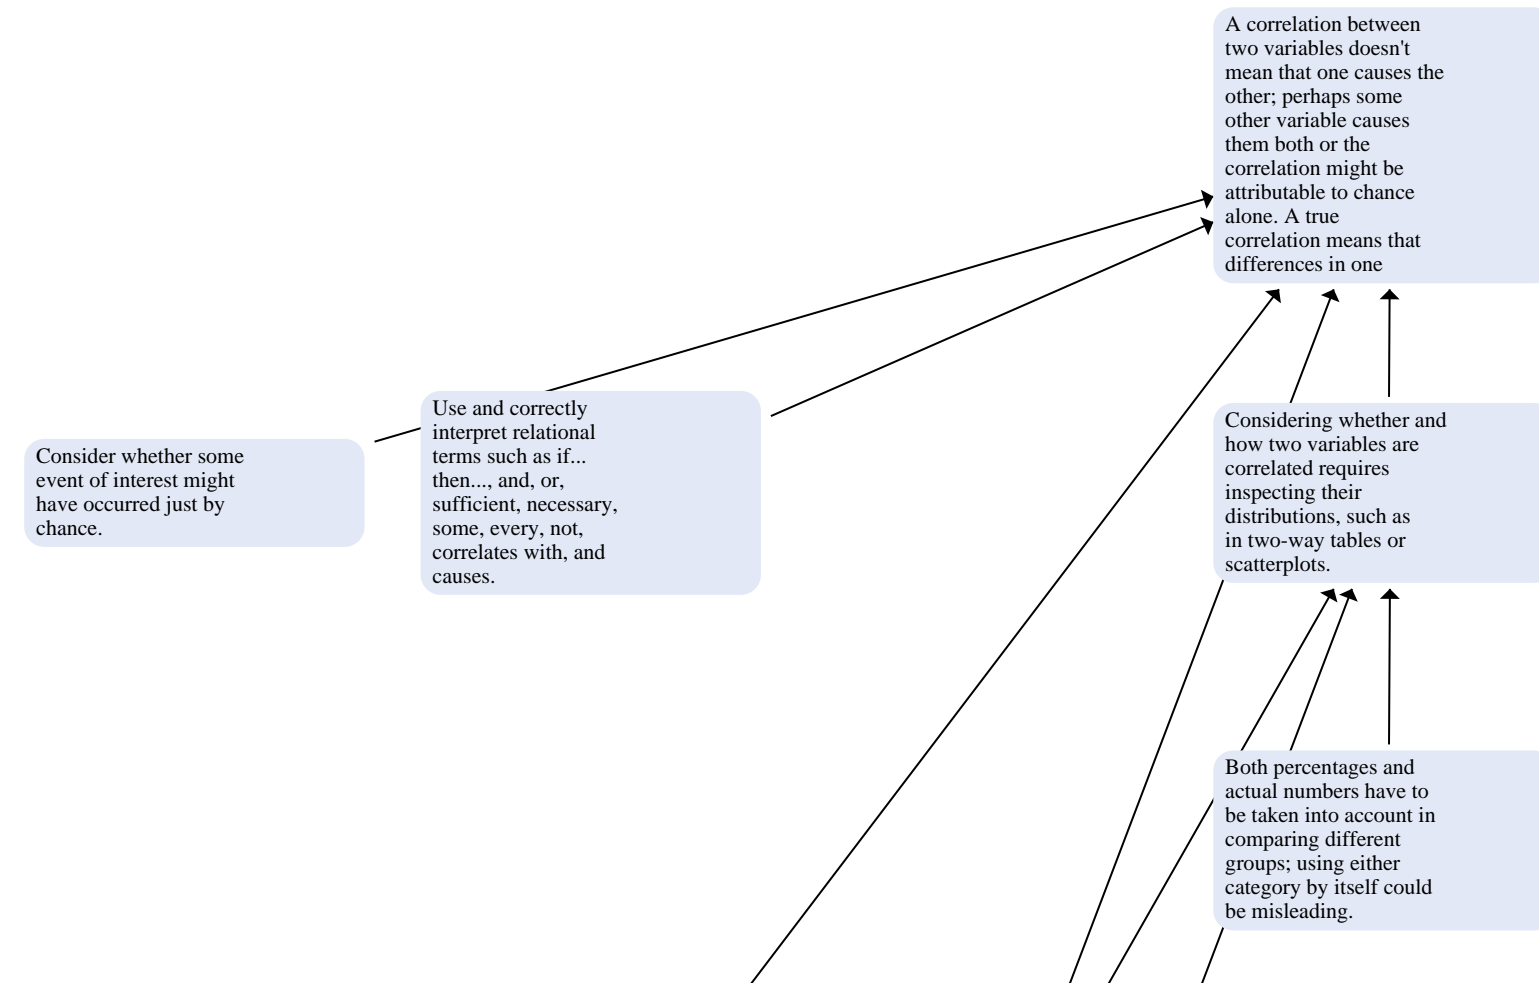 A correlation between
two variables doesn't
mean that one causes the
other; perhaps some
other variable causes
them both or the
correlation might be
attributable to chance
alone. A true
correlation means that
differences in one
Use and correctly
interpret relational
terms such as if...
then..., and, or,
sufficient, necessary,
some, every, not,
correlates with, and
causes.
Consider whether some
event of interest might
have occurred just by
chance.
Considering whether and
how two variables are
correlated requires
inspecting their
distributions, such as
in two-way tables or
scatterplots.
Both percentages and
actual numbers have to
be taken into account in
comparing different
groups; using either
category by itself could
be misleading.